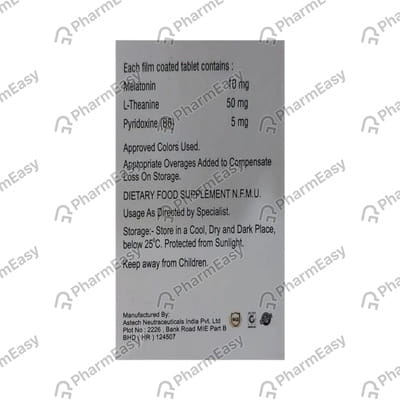 Each film coated tablet contains :
Melatonin 10 mg
L-Theanine 50 mg
Pyridoxine (B6) 5 mg
Approved Colors Used.
Appropriate Overages Added to Compensate
Loss On Storage.
DIETARY FOOD SUPPLEMENT N.F.M.U.
Usage As Directed by Specialist.
Storage:- Store in a Cool, Dry and Dark Place,
below 25°C. Protected from Sunlight.
Keep away from Children.
Manufactured By:
Astech Neutraceuticals India Pvt. Ltd
Plot No : 2226 , Bank Road MIE Part B
BHD ( HR ) 124507
PharmEasy